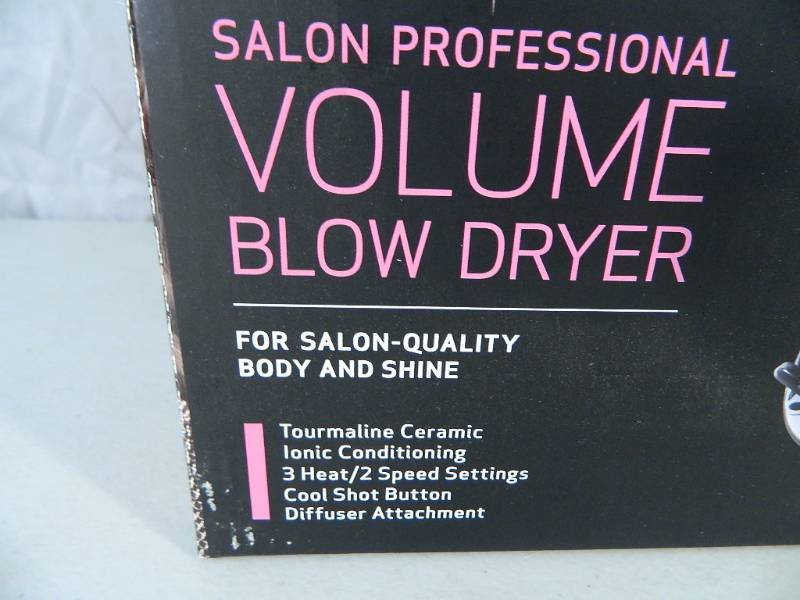 SALON PROFESSIONAL
VOLUME
BLOW DRYER
FOR SALON-QUALITY
BODY AND SHINE
Tourmaline Ceramic
Ionic Conditioning
3 Heat/2 Speed Settings
Cool Shot Button
Diffuser Attachment